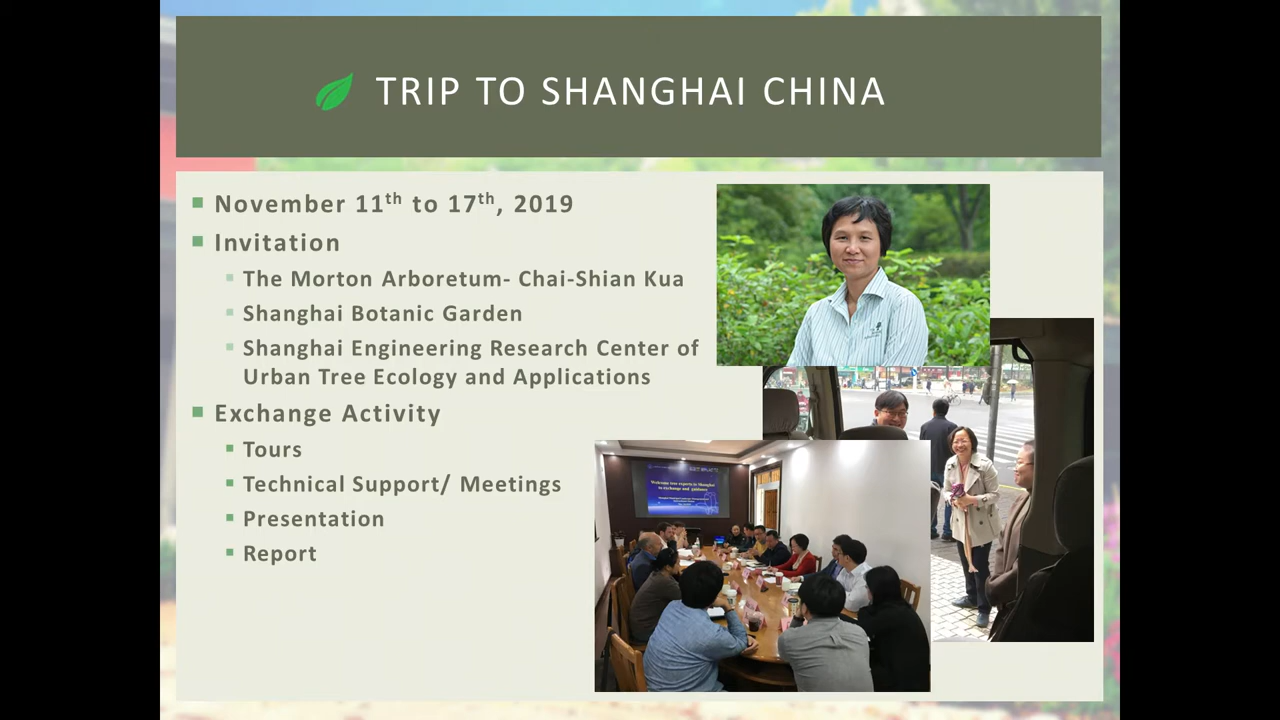 TRIP TO SHANGHAI CHINA
November 11th to 17th, 2019
Invitation
The Morton Arboretum- Chai-Shian Kua
Shanghai Botanic Garden
Shanghai Engineering Research Center of
Urban Tree Ecology and Applications
Exchange Activity
Tours
Technical Support/ Meetings
Presentation
Report
Welcome tree experts to Shanghai
to exchange and guidance